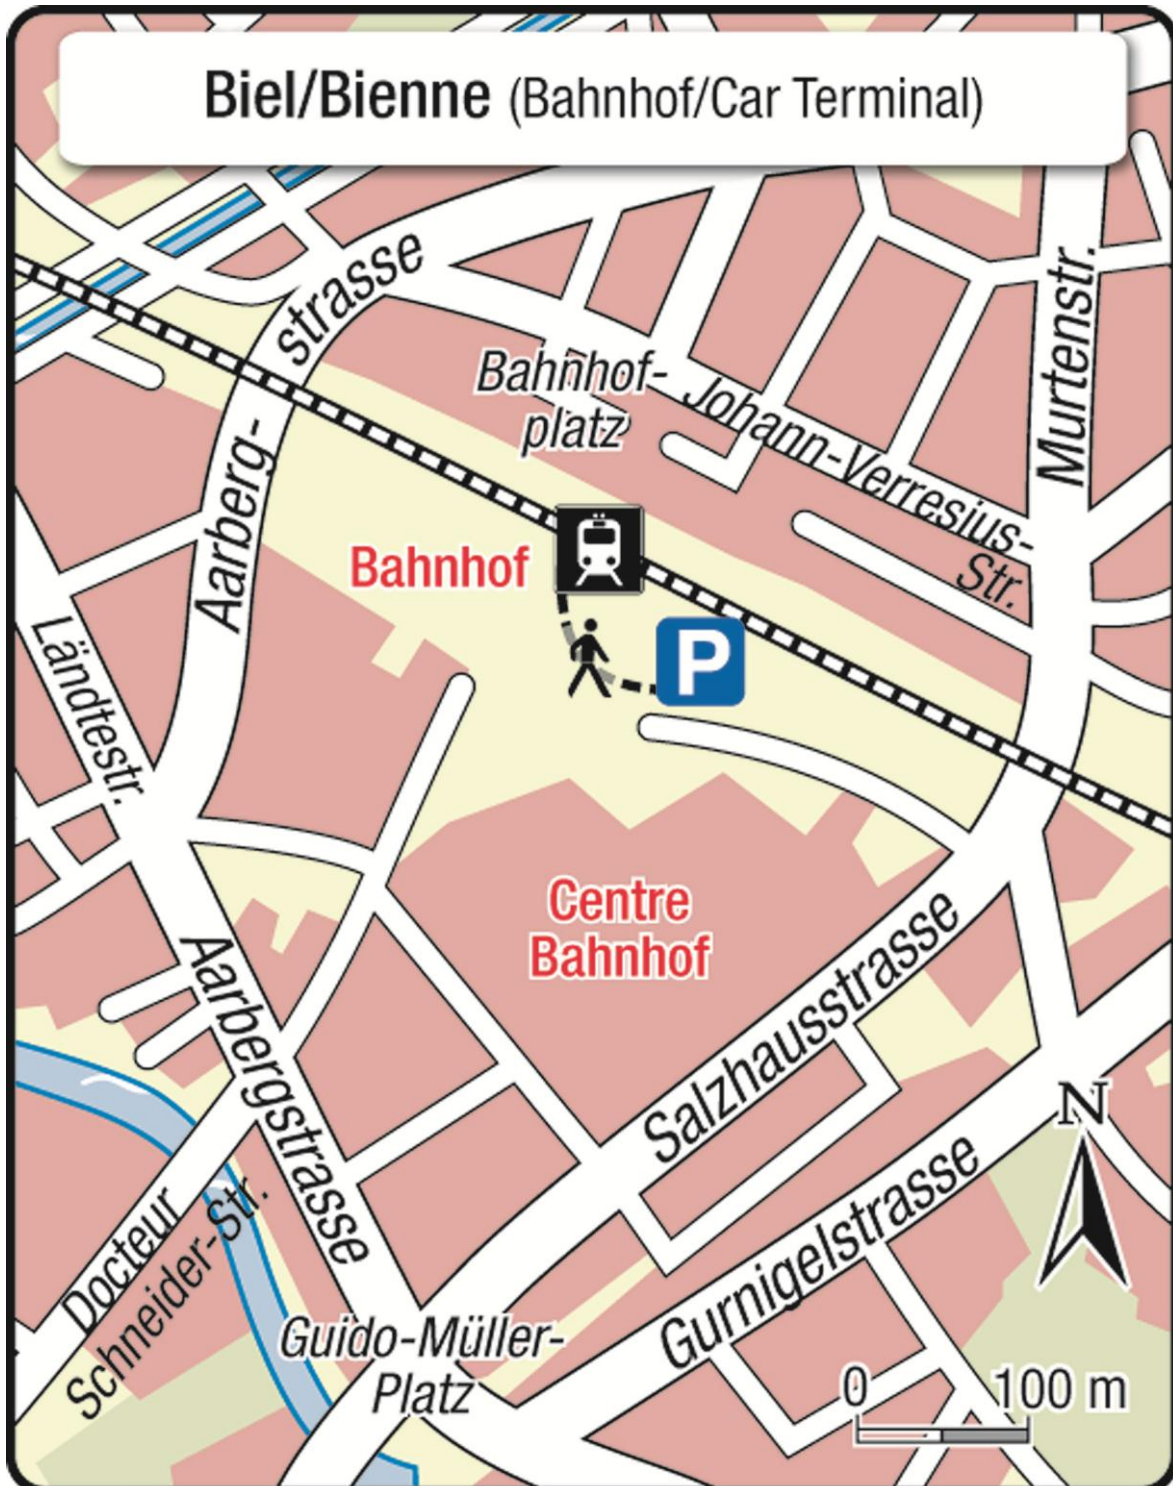 Biel/Bienne (Bahnhof/Car Terminal)
Aarberg-
strasse
Bahnhof-
platz
Johann-Verresius-
Str.
Murtenstr.
Bahnhof
P
Ländtestr.
Centre
Bahnhof
Aarbergstrasse
Salzhausstrasse
Gurnigelstrasse
Docteur
Schneider-Str.
Guido-Müller-
Platz
N
0 100 m